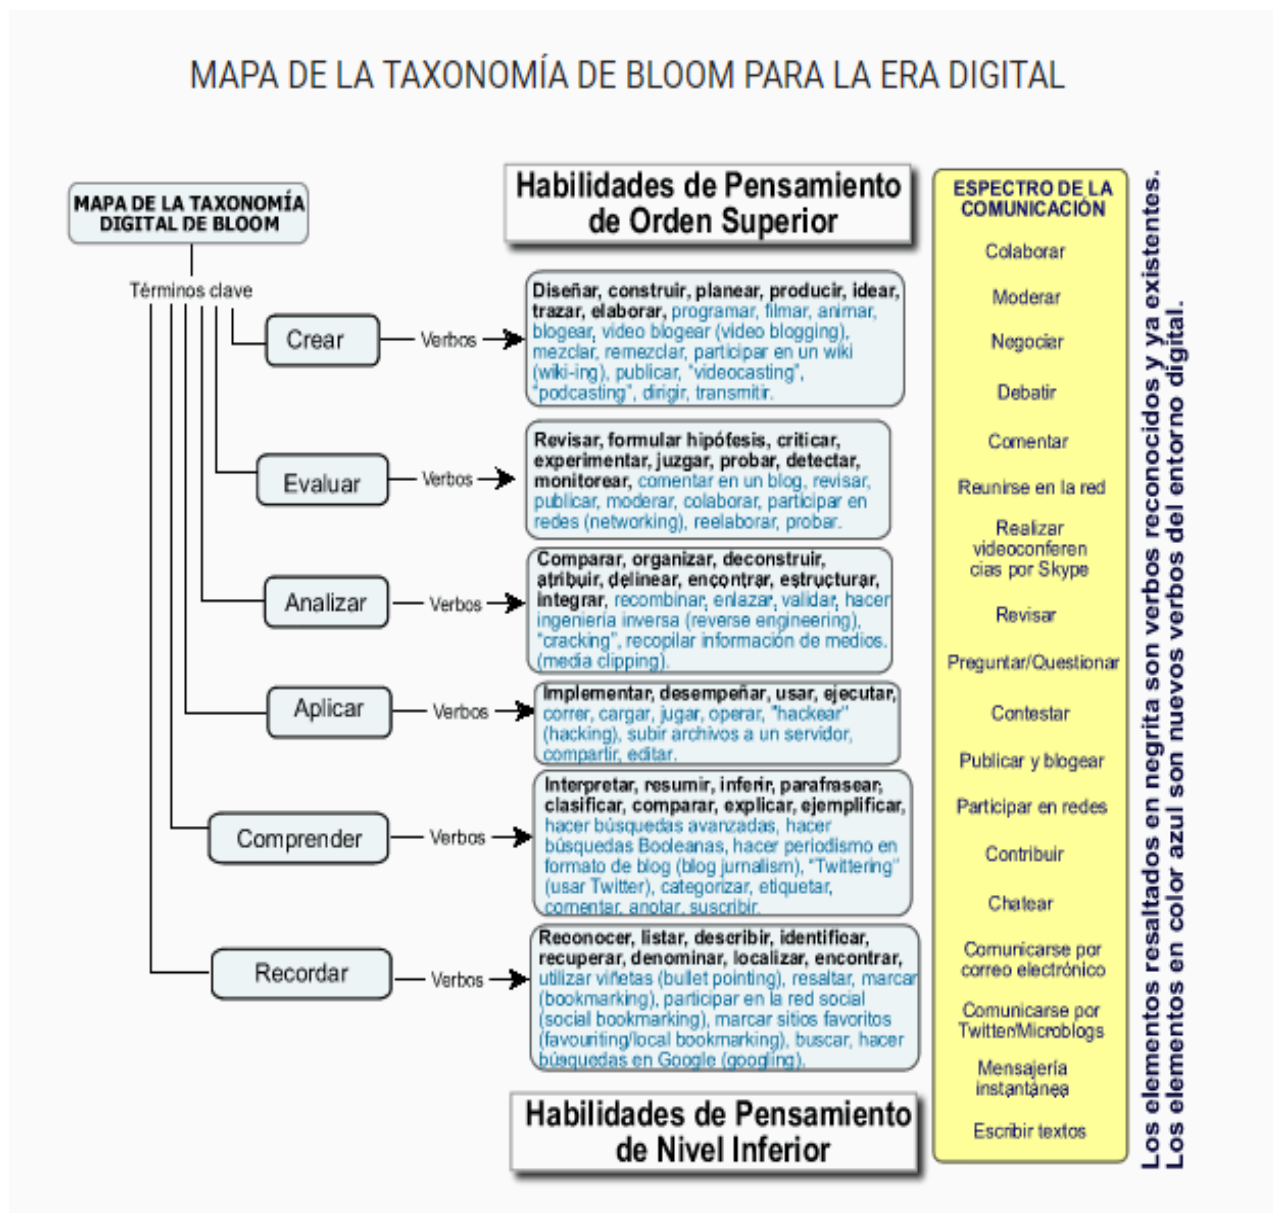 MAPA DE LA TAXONOMÍA DE BLOOM PARA LA ERA DIGITAL
MAPA DE LA TAXONOMÍA
DIGITAL DE BLOOM
Términos clave
Habilidades de Pensamiento
de Orden Superior
Crear
Verbos
Diseñar, construir, planear, producir, idear,
trazar, elaborar, programar, filmar, animar,
blogear, video blogear (video blogging),
mezclar, remezclar, participar en un wiki
(wiki-ing), publicar, "videocasting",
"podcasting", dirigir, transmitir.
Evaluar
Verbos
Revisar, formular hipótesis, criticar,
experimentar, juzgar, probar, detectar,
monitorear, comentar en un blog, revisar,
publicar, moderar, colaborar, participar en
redes (networking), reelaborar, probar.
Analizar
Verbos
Comparar, organizar, deconstruir,
atribuir, delinear, encontrar, estructurar,
integrar, recombinar, enlazar, validar, hacer
ingeniería inversa (reverse engineering),
"cracking", recopilar información de medios.
(media clipping).
Aplicar
Verbos
Implementar, desempeñar, usar, ejecutar,
correr, cargar, jugar, operar, "hackear"
(hacking), subir archivos a un servidor,
compartir, editar.
Comprender
Verbos
Interpretar, resumir, inferir, parafrasear,
clasificar, comparar, explicar, ejemplificar,
hacer búsquedas avanzadas, hacer
búsquedas Booleanas, hacer periodismo en
formato de blog (blog jurnalism), "Twittering"
(usar Twitter), categorizar, etiquetar,
comentar, anotar, suscribir.
Recordar
Verbos
Reconocer, listar, describir, identificar,
recuperar, denominar, localizar, encontrar,
utilizar viñetas (bullet pointing), resaltar, marcar
(bookmarking), participar en la red social
(social bookmarking), marcar sitios favoritos
(favouriting/local bookmarking), buscar, hacer
búsquedas en Google (googling).
Habilidades de Pensamiento
de Nivel Inferior
ESPECTRO DE LA
COMUNICACIÓN
Colaborar
Moderar
Negociar
Debatir
Comentar
Reunirse en la red
Realizar
videoconferen
cias por Skype
Revisar
Preguntar/Questionar
Contestar
Publicar y blogear
Participar en redes
Contribuir
Chatear
Comunicarse por
correo electrónico
Comunicarse por
Twitter/Microblogs
Mensajería
instantánea
Escribir textos
Los elementos resaltados en negrita son verbos reconocidos y ya existentes.
Los elementos en color azul son nuevos verbos del entorno digital.